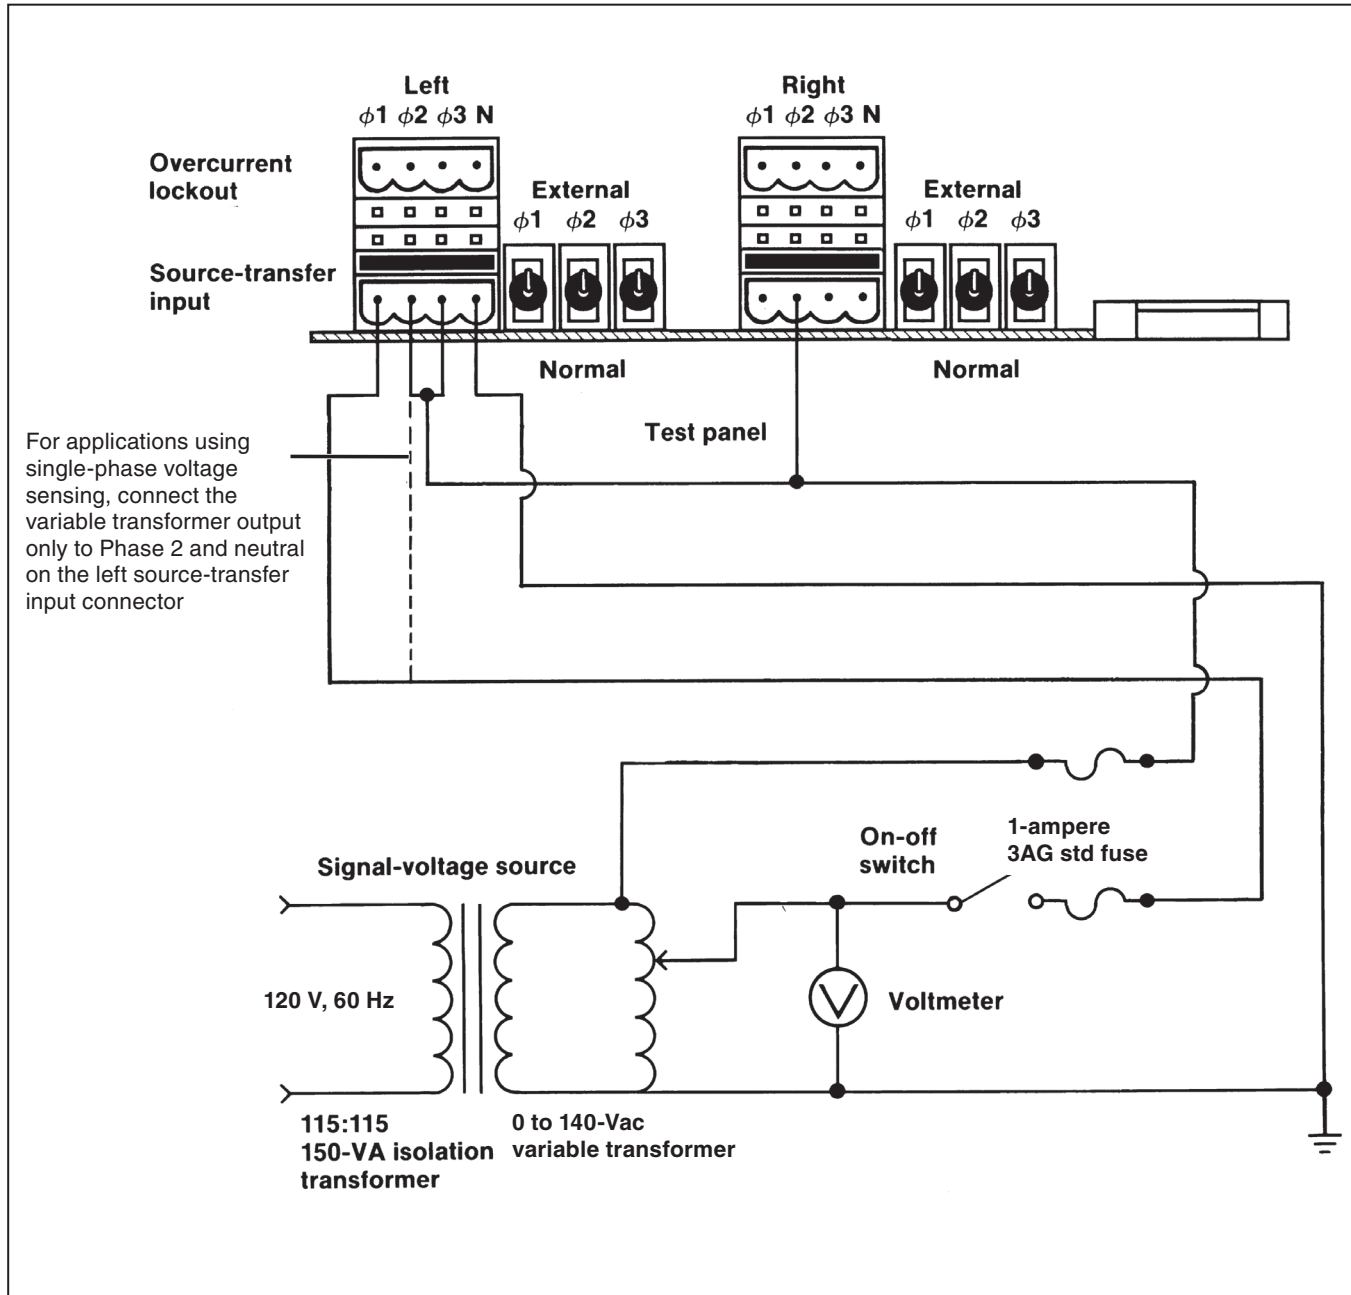 Left
ϕ1 ϕ2 ϕ3 N
Right
ϕ1 ϕ2 ϕ3 N
Overcurrent
lockout
External
ϕ1 ϕ2 ϕ3
External
ϕ1 ϕ2 ϕ3
Source-transfer
input
Normal
Normal
Test panel
For applications using
single-phase voltage
sensing, connect the
variable transformer output
only to Phase 2 and neutral
on the left source-transfer
input connector
On-off
switch
1-ampere
3AG std fuse
Signal-voltage source
120 V, 60 Hz
V
Voltmeter
115:115
150-VA isolation
transformer
0 to 140-Vac
variable transformer